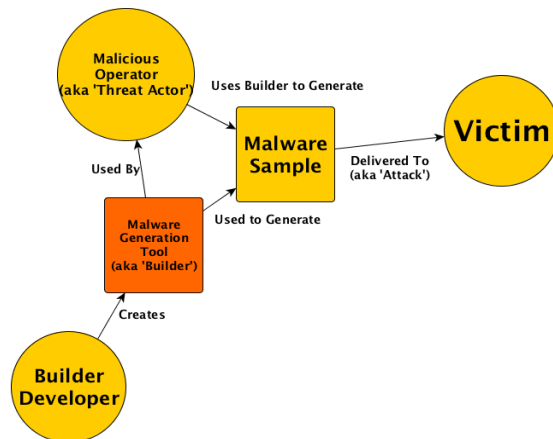 Malicious
Operator
(aka 'Threat Actor')
Uses Builder to Generate
Malware
Sample
Victim
Delivered To
(aka 'Attack')
Used By
Malware
Generation
Tool
(aka 'Builder')
Used to Generate
Creates
Builder
Developer